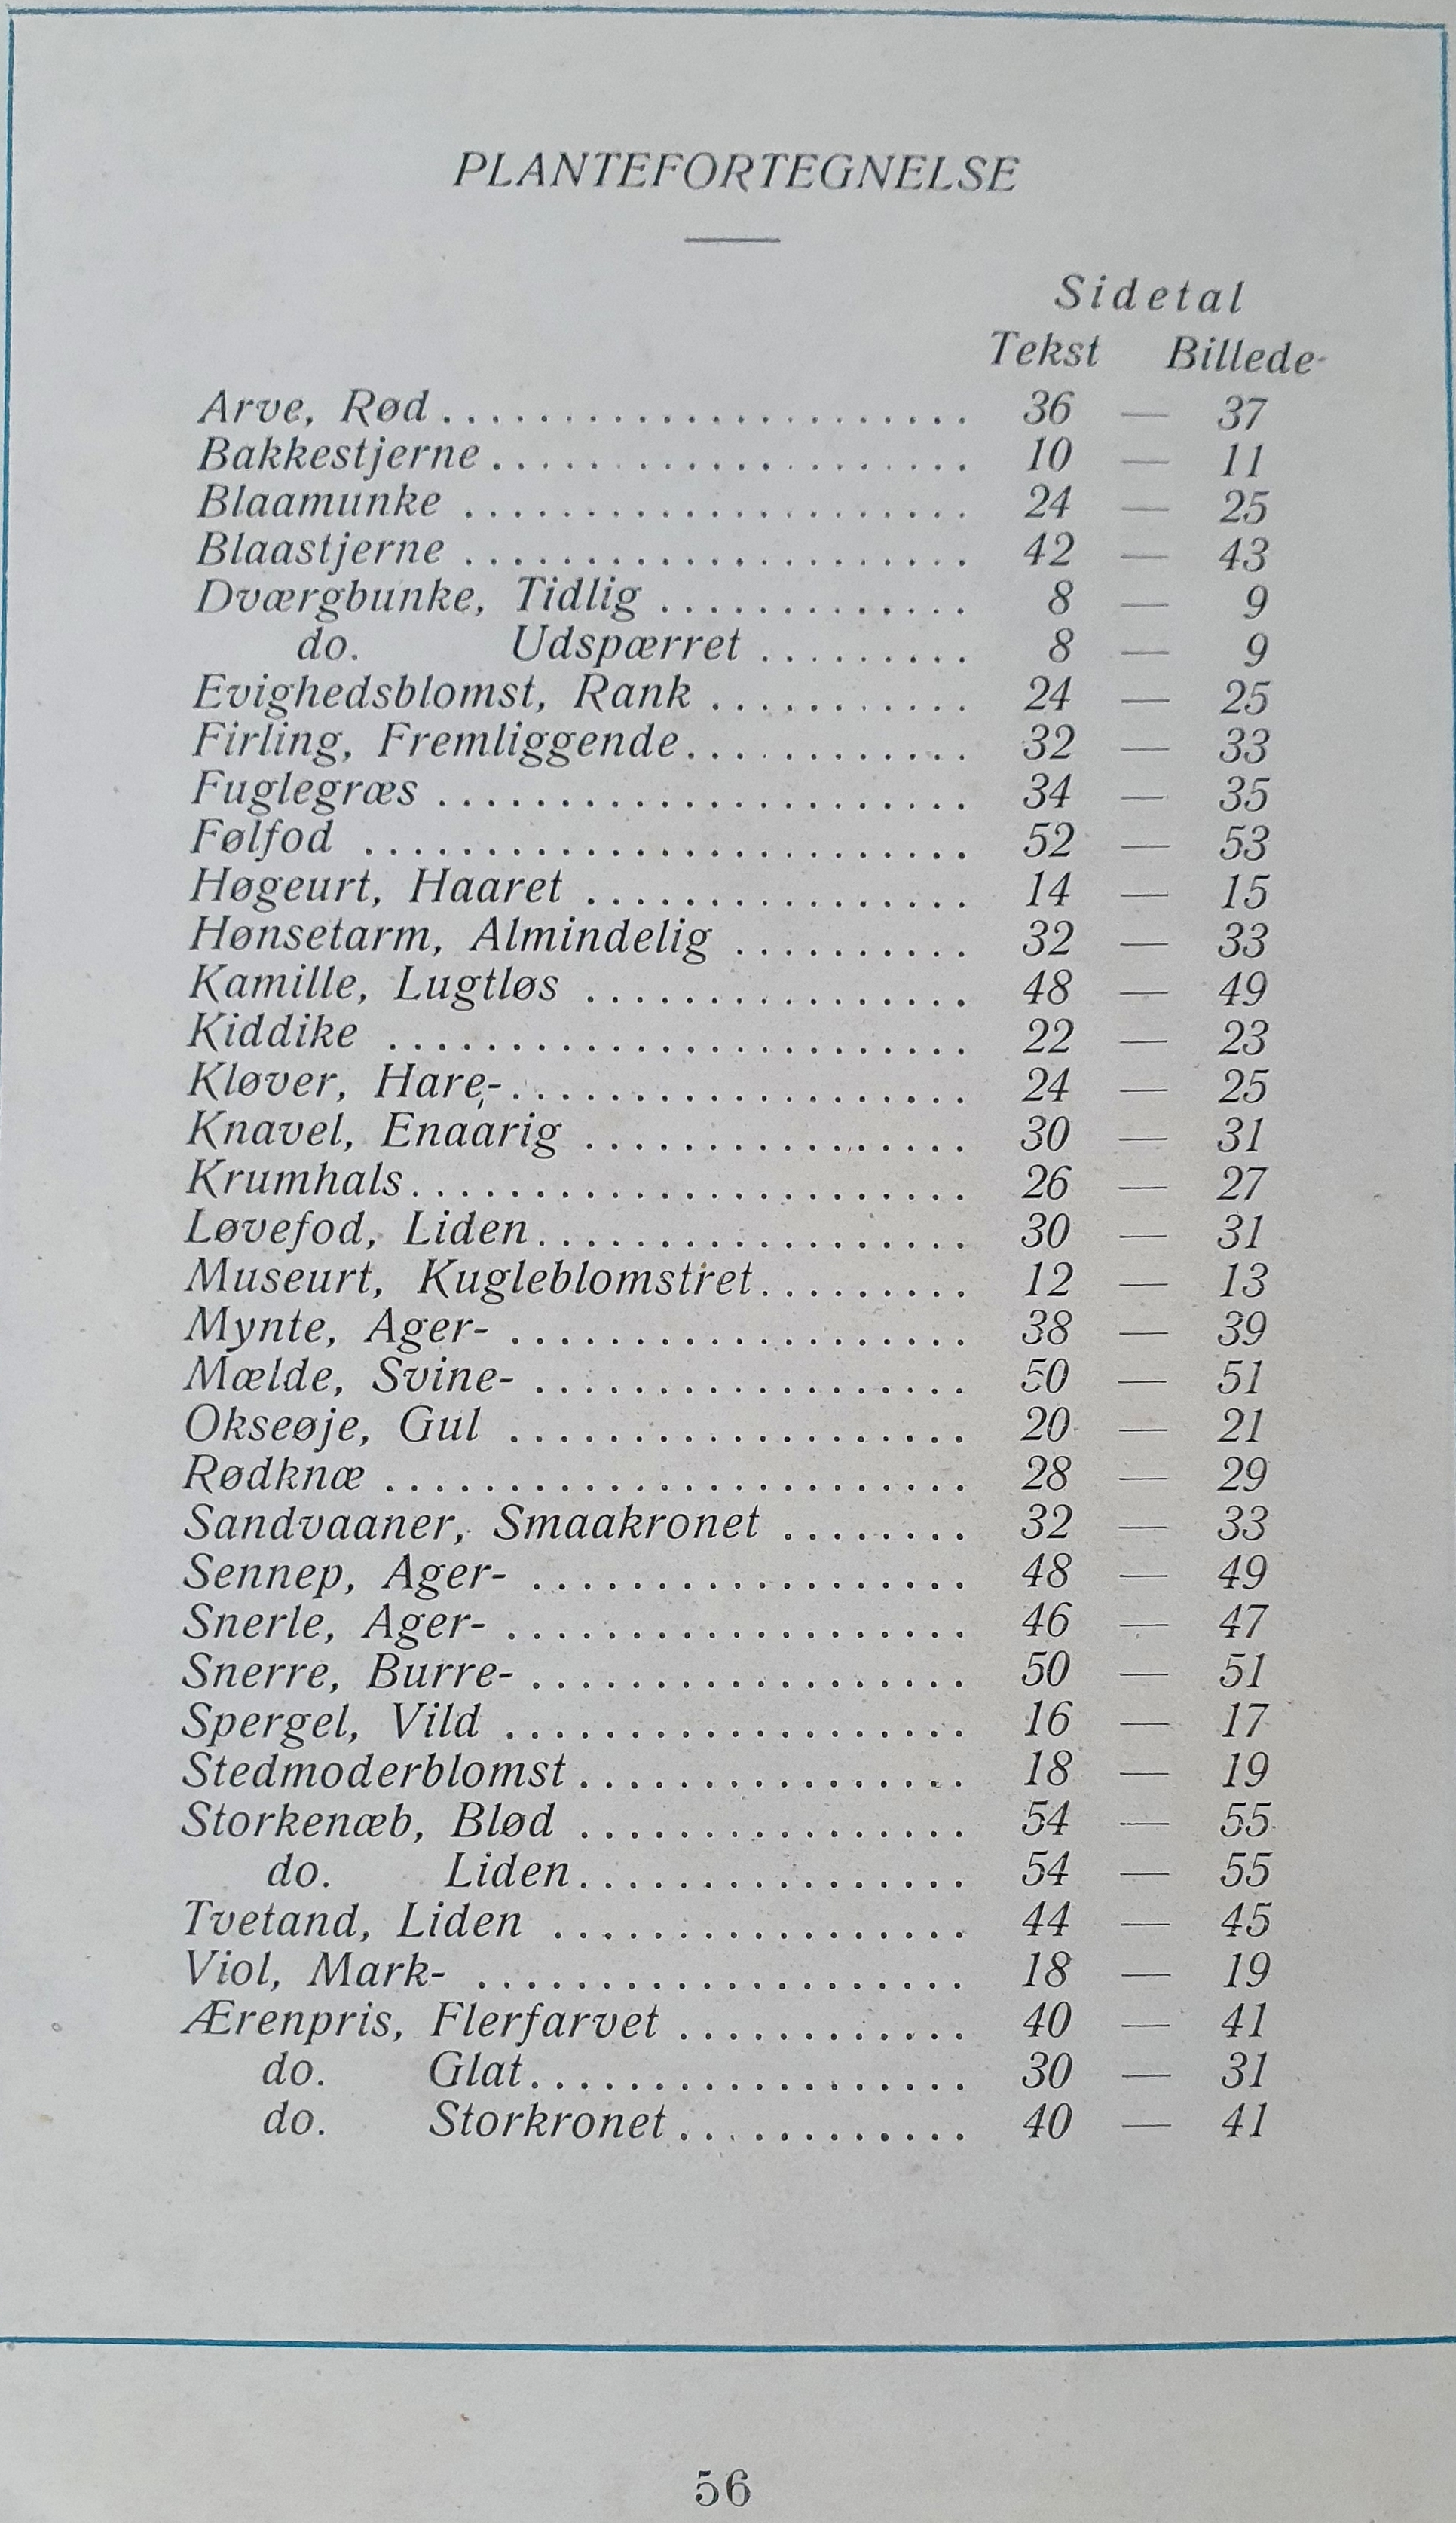 PLANTEFORTEGNELSE
Sidetal
Tekst Billede-
Arve, Rød ...................... 36 — 37
Bakkestjerne .................... 10 — 11
Blaamunke ..................... 24 — 25
Blaastjerne ..................... 42 — 43
Dværgbunke, Tidlig ............. 8 — 9
do. Udspærret ......... 8 — 9
Evighedsblomst, Rank ........... 24 — 25
Firling, Fremliggende ............ 32 — 33
Fuglegræs ...................... 34 — 35
Følfod ......................... 52 — 53
Høgeurt, Haaret ................ 14 — 15
Hønsetarm, Almindelig .......... 32 — 33
Kamille, Lugtløs ................ 48 — 49
Kiddike ........................ 22 — 23
Kløver, Hare- ................... 24 — 25
Knavel, Enaarig ................ 30 — 31
Krumhals ....................... 26 — 27
Løvefod, Liden .................. 30 — 31
Museurt, Kugleblomstret ......... 12 — 13
Mynte, Ager- ................... 38 — 39
Mælde, Svine- .................. 50 — 51
Okseøje, Gul ................... 20 — 21
Rødknæ ........................ 28 — 29
Sandvaaner, Smaakronet ........ 32 — 33
Sennep, Ager- .................. 48 — 49
Snerle, Ager- ................... 46 — 47
Snerre, Burre- .................. 50 — 51
Spergel, Vild ................... 16 — 17
Stedmoderblomst ................ 18 — 19
Storkenæb, Blød ................ 54 — 55
do. Liden ................ 54 — 55
Tvetand, Liden ................. 44 — 45
Viol, Mark- .................... 18 — 19
Ærenpris, Flerfarvet ............ 40 — 41
do. Glat .................. 30 — 31
do. Storkronet ............ 40 — 41
56